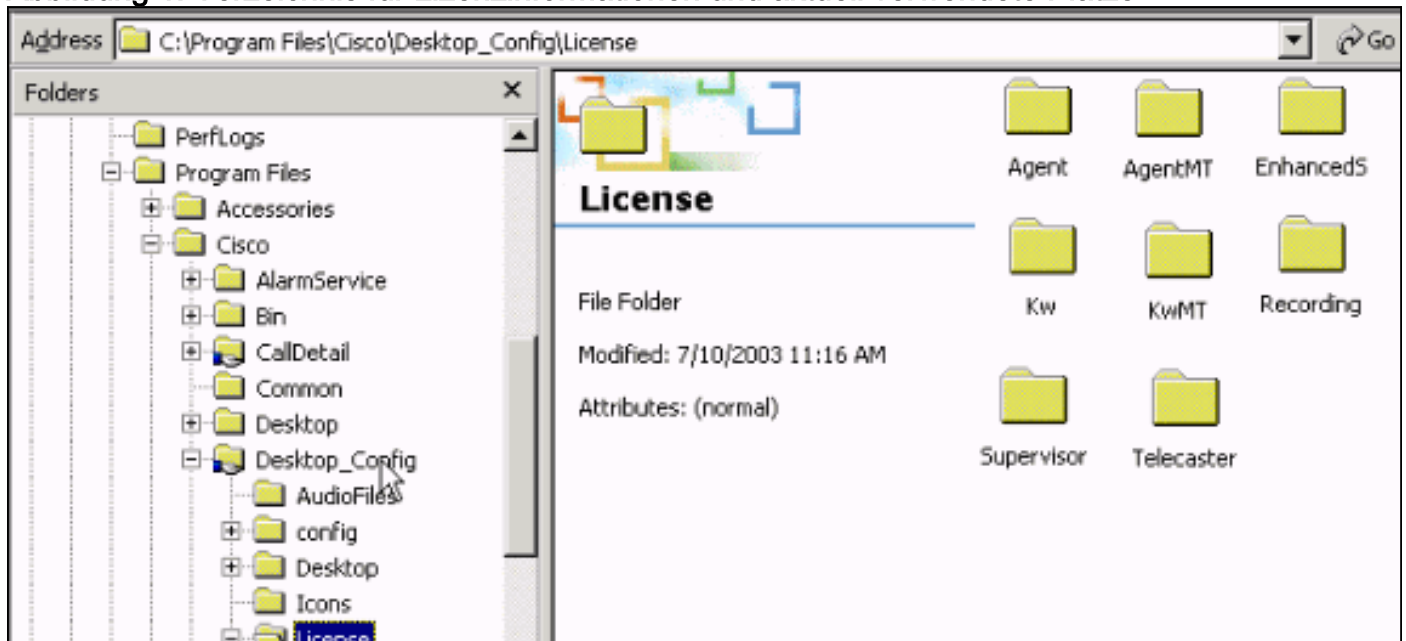 Address C:\Program Files\Cisco\Desktop_Config\License Go
Folders
PerfLogs
Program Files
Accessories
Cisco
AlarmService
Bin
CallDetail
Common
Desktop
Desktop_Config
AudioFiles
config
Desktop
Icons
License
License
File Folder
Modified: 7/10/2003 11:16 AM
Attributes: (normal)
Agent AgentMT EnhancedS
Kw KwMT Recording
Supervisor Telecaster